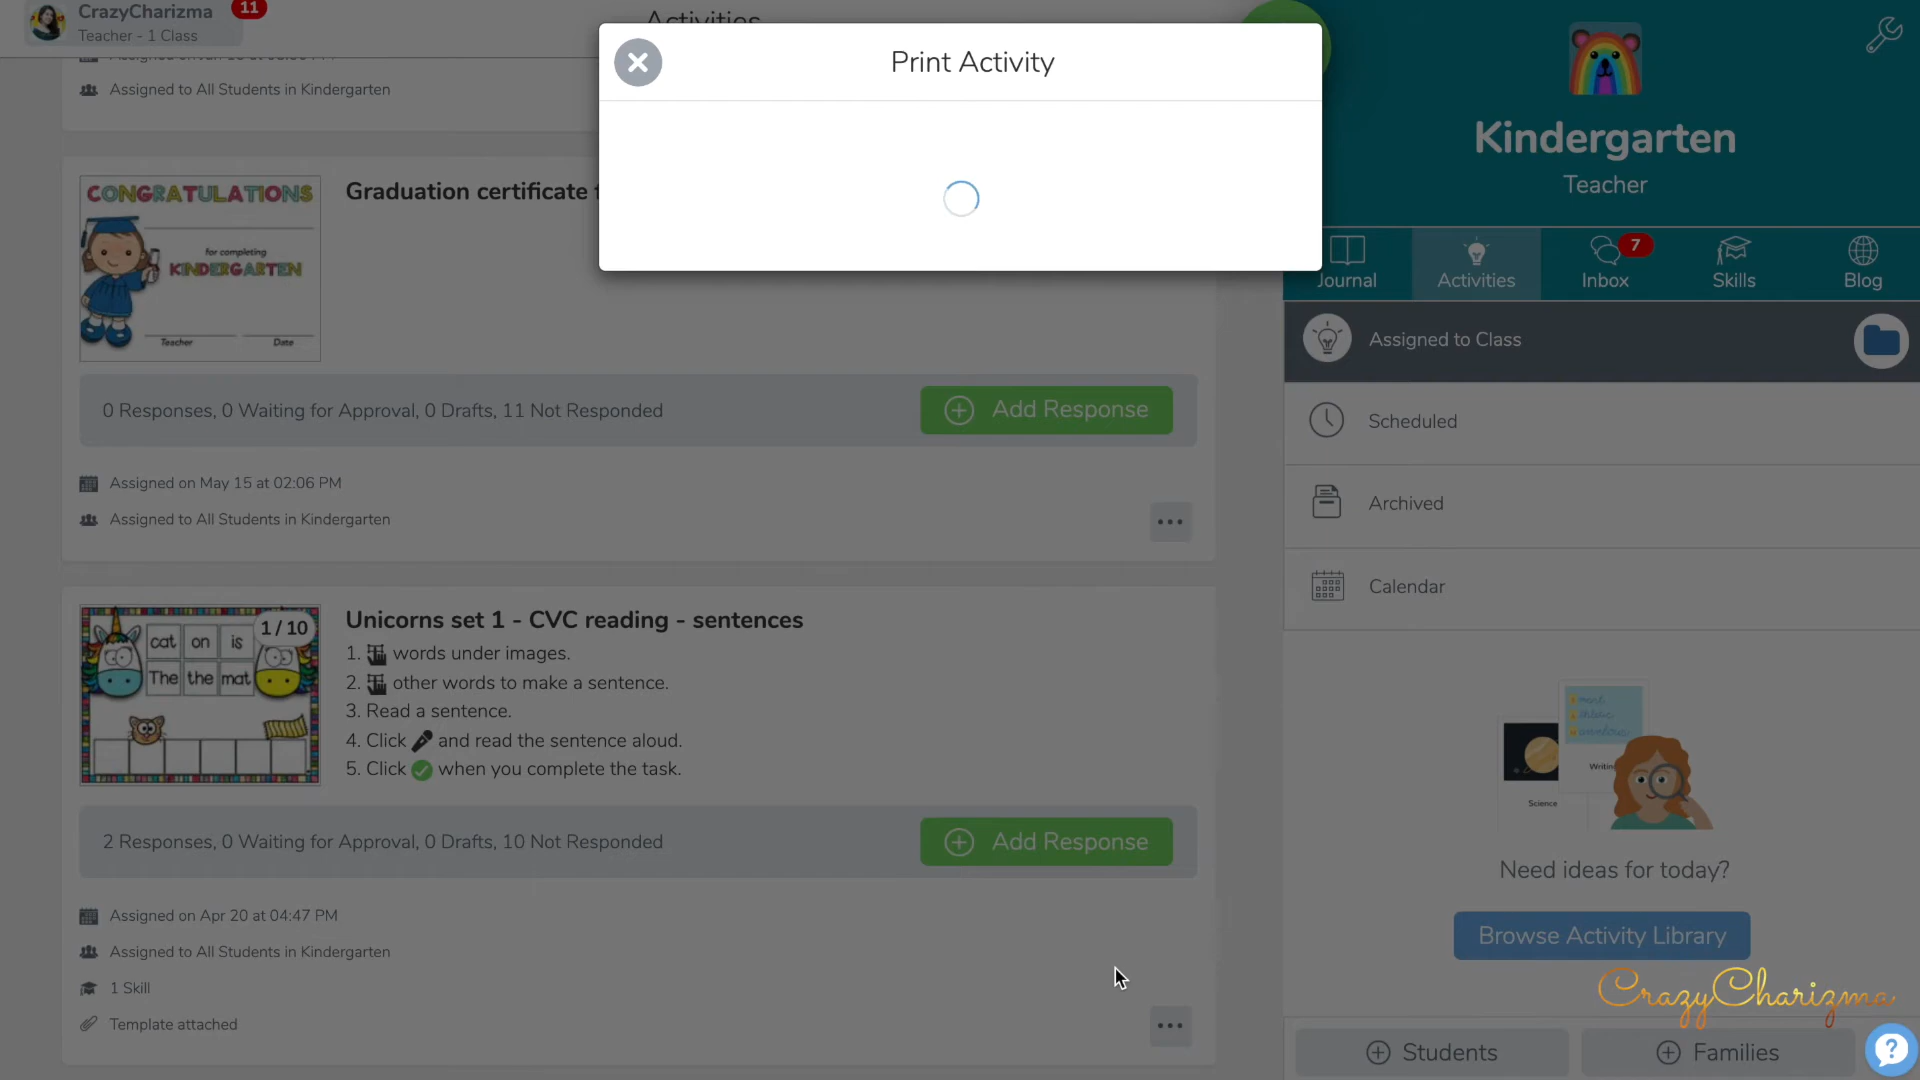 CrazyCharizma
11
Teacher - 1 Class
Activities
Assigned to All Students in Kindergarten
Print Activity
Kindergarten
Teacher
Journal
Activities
Inbox
7
Skills
Blog
Assigned to Class
Scheduled
Archived
Calendar
Science
Need ideas for today?
Browse Activity Library
CrazyCharizma
Students
Families
?
CONGRATULATIONS
for completing
KINDERGARTEN
Teacher Date
Graduation certificate
0 Responses, 0 Waiting for Approval, 0 Drafts, 11 Not Responded
Add Response
Assigned on May 15 at 02:06 PM
Assigned to All Students in Kindergarten
1 / 10
cat on is
The the mat
Unicorns set 1 - CVC reading - sentences
1. words under images.
2. other words to make a sentence.
3. Read a sentence.
4. Click and read the sentence aloud.
5. Click when you complete the task.
2 Responses, 0 Waiting for Approval, 0 Drafts, 10 Not Responded
Add Response
Assigned on Apr 20 at 04:47 PM
Assigned to All Students in Kindergarten
1 Skill
Template attached